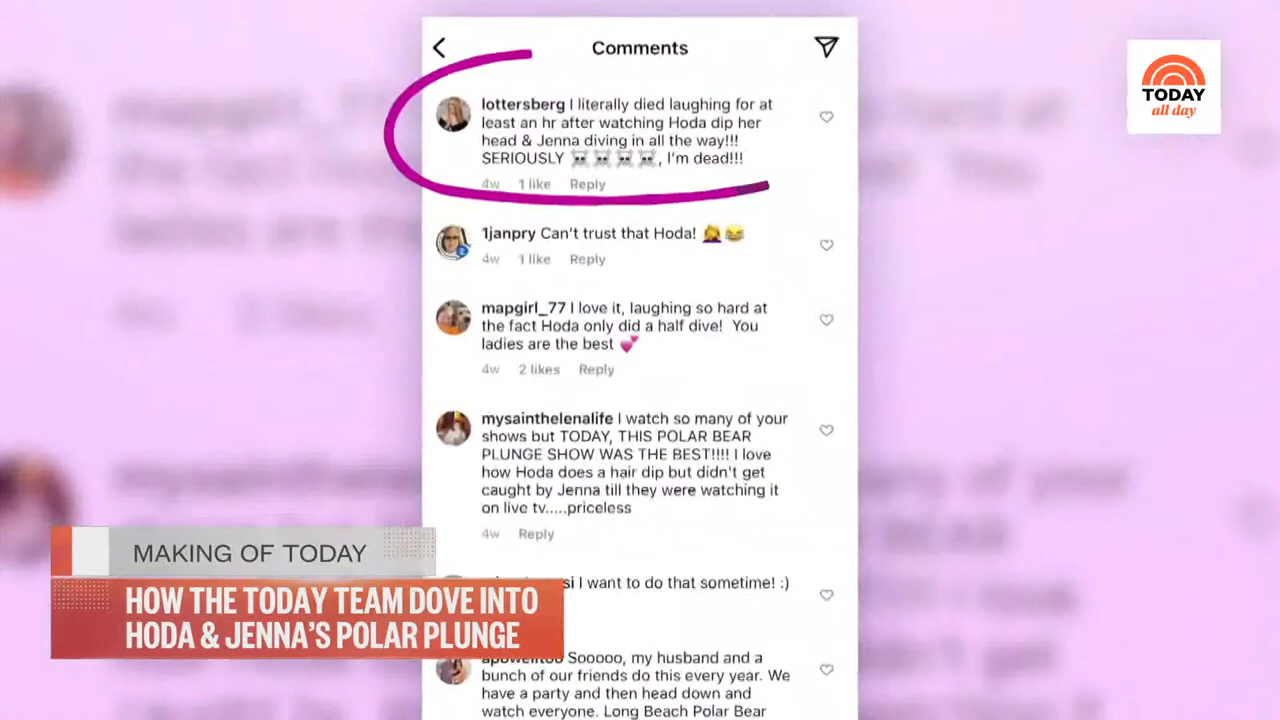 Comments
TODAY
all day
lottersberg I literally died laughing for at
least an hr after watching Hoda dip her
head & Jenna diving in all the way!!!
SERIOUSLY ☠️☠️☠️☠️, I'm dead!!!
4w 1 like Reply
1janpry Can't trust that Hoda! 🤦‍♀️😂
4w 1 like Reply
mapgirl_77 I love it, laughing so hard at
the fact Hoda only did a half dive! You
ladies are the best 💕
4w 2 likes Reply
mysainthelenalife I watch so many of your
shows but TODAY, THIS POLAR BEAR
PLUNGE SHOW WAS THE BEST!!!! I love
how Hoda does a hair dip but didn't get
caught by Jenna till they were watching it
on live tv.....priceless
4w Reply
I want to do that sometime! :)
Sooooo, my husband and a
bunch of our friends do this every year. We
have a party and then head down and
watch everyone. Long Beach Polar Bear
MAKING OF TODAY
HOW THE TODAY TEAM DOVE INTO
HODA & JENNA'S POLAR PLUNGE